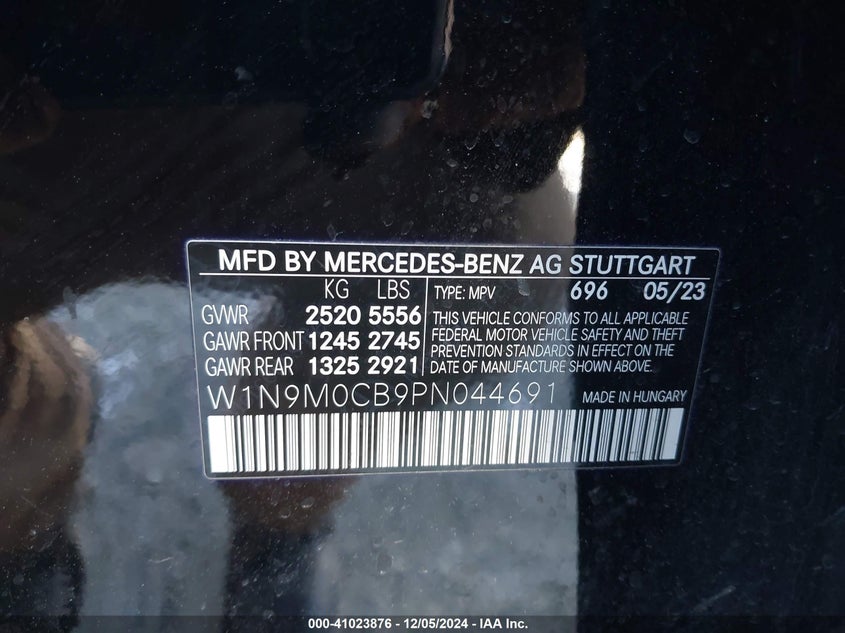 MFD BY MERCEDES-BENZ AG STUTTGART
KG LBS
GVWR 2520 5556
GAWR FRONT 1245 2745
GAWR REAR 1325 2921
TYPE: MPV 696 05/23
THIS VEHICLE CONFORMS TO ALL APPLICABLE
FEDERAL MOTOR VEHICLE SAFETY AND THEFT
PREVENTION STANDARDS IN EFFECT ON THE
DATE OF MANUFACTURE SHOWN ABOVE.
W1N9M0CB9PN044691 MADE IN HUNGARY
000-41023876 - 12/05/2024 - IAA Inc.